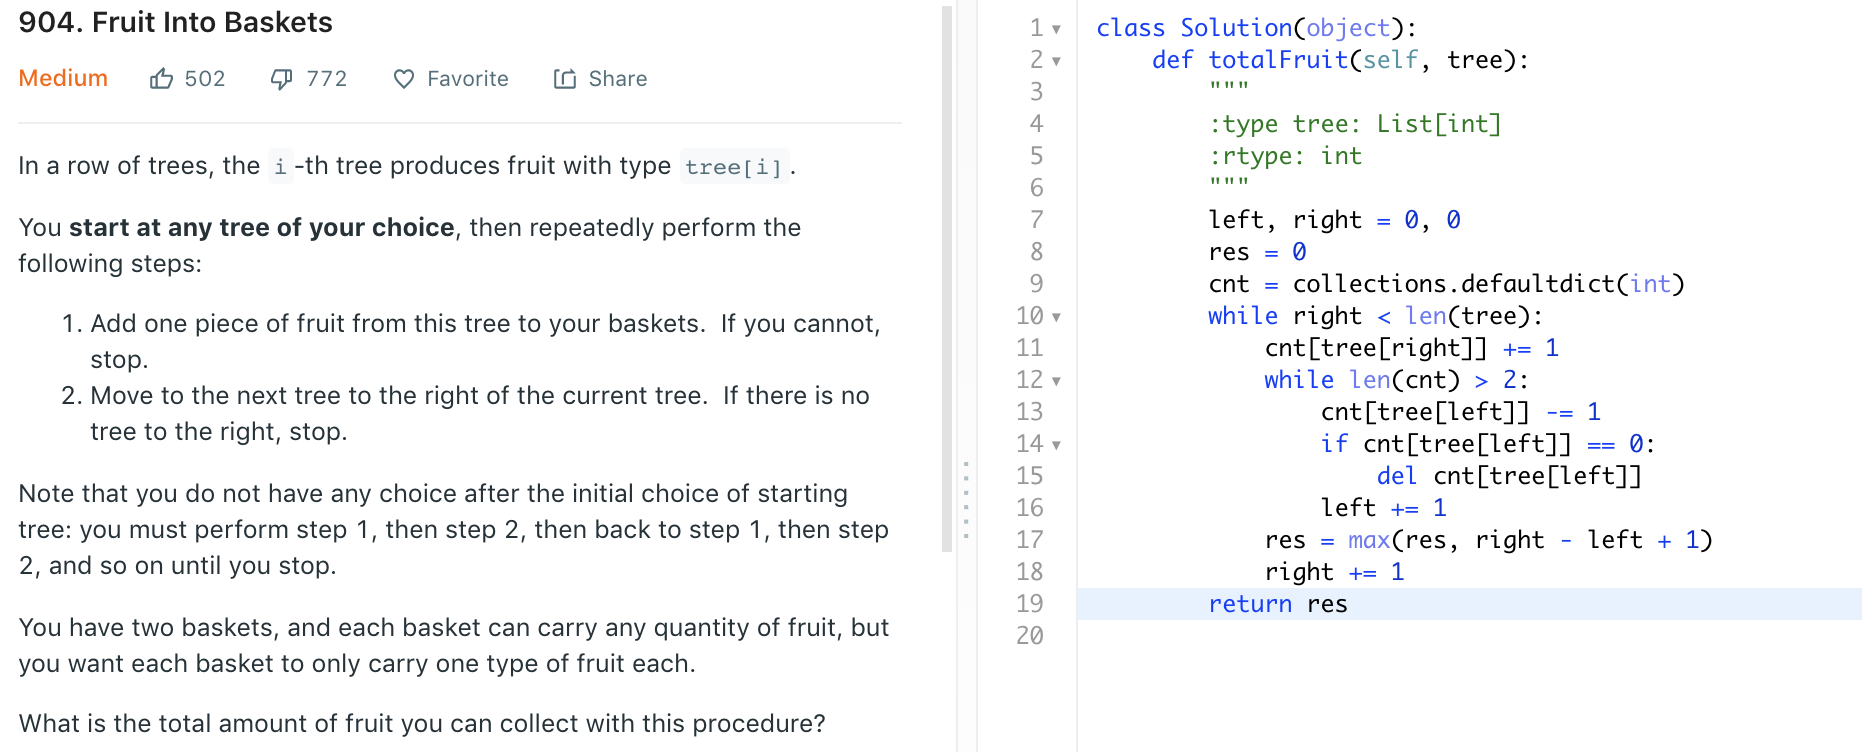 904. Fruit Into Baskets
Medium 502 772 Favorite Share
In a row of trees, the i -th tree produces fruit with type tree[i] .
You start at any tree of your choice, then repeatedly perform the
following steps:
1. Add one piece of fruit from this tree to your baskets.  If you cannot,
stop.
2. Move to the next tree to the right of the current tree.  If there is no
tree to the right, stop.
Note that you do not have any choice after the initial choice of starting
tree: you must perform step 1, then step 2, then back to step 1, then step
2, and so on until you stop.
You have two baskets, and each basket can carry any quantity of fruit, but
you want each basket to only carry one type of fruit each.
What is the total amount of fruit you can collect with this procedure?
1 class Solution(object):
2     def totalFruit(self, tree):
3         """
4         :type tree: List[int]
5         :rtype: int
6         """
7         left, right = 0, 0
8         res = 0
9         cnt = collections.defaultdict(int)
10         while right < len(tree):
11             cnt[tree[right]] += 1
12             while len(cnt) > 2:
13                 cnt[tree[left]] -= 1
14                 if cnt[tree[left]] == 0:
15                     del cnt[tree[left]]
16                 left += 1
17             res = max(res, right - left + 1)
18             right += 1
19         return res
20